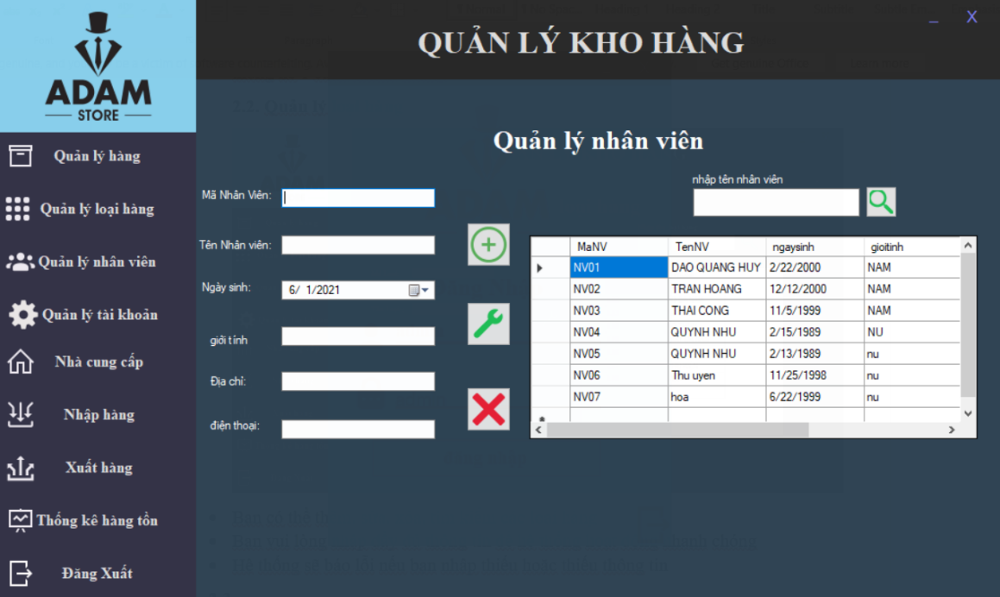 ADAM
STORE
QUẢN LÝ KHO HÀNG
_ X
Quản lý hàng
Quản lý loại hàng
Quản lý nhân viên
Quản lý tài khoản
Nhà cung cấp
Nhập hàng
Xuất hàng
Thống kê hàng tồn
Đăng Xuất
Quản lý nhân viên
nhập tên nhân viên
Mã Nhân Viên:
Tên Nhân viên:
Ngày sinh:
6/ 1/2021
giới tính
Địa chỉ:
điện thoại:
MaNV TenNV ngaysinh gioitinh
NV01 DAO QUANG HUY 2/22/2000 NAM
NV02 TRAN HOANG 12/12/2000 NAM
NV03 THAI CONG 11/5/1999 NAM
NV04 QUYNH NHU 2/15/1989 NU
NV05 QUYNH NHU 2/13/1989 nu
NV06 Thu uyen 11/25/1998 nu
NV07 hoa 6/22/1999 nu